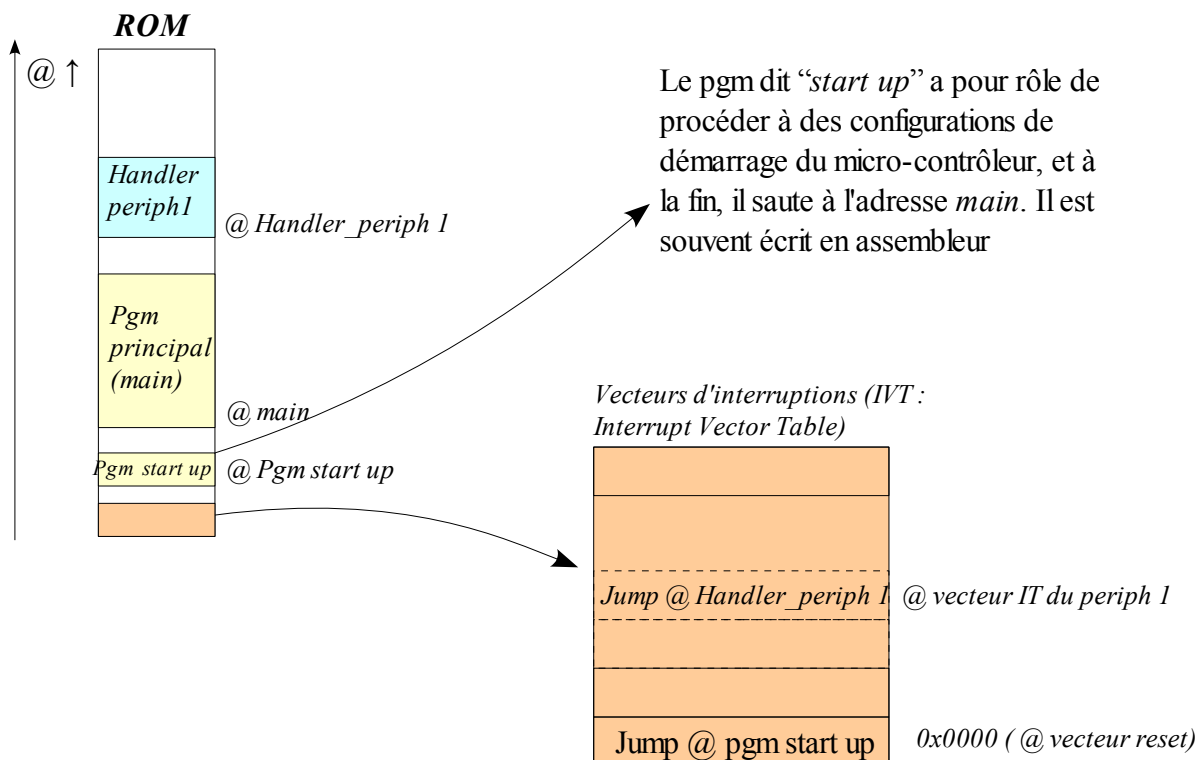 ROM
@ ↑
Le pgm dit “start up” a pour rôle de
procéder à des configurations de
démarrage du micro-contrôleur, et à
la fin, il saute à l'adresse main. Il est
souvent écrit en assembleur
Handler
periph1
@ Handler_periph 1
Pgm
principal
(main)
@ main
Pgm start up
@ Pgm start up
Vecteurs d'interruptions (IVT :
Interrupt Vector Table)
Jump @ Handler_periph 1
@ vecteur IT du periph 1
Jump @ pgm start up
0x0000 ( @ vecteur reset)